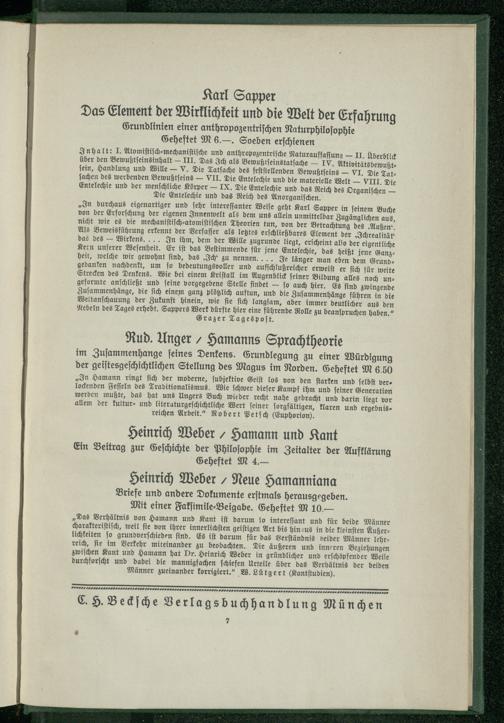 Karl Sapper
Das Element der Wirklichkeit und die Welt der Erfahrung
Grundlinien einer anthropozentrischen Naturphilosophie
Geheftet M 6.—. Soeben erschienen
Inhalt: I. Atomistisch-mechanistische und anthropozentrische Naturauffassung — II. Überblick
über den Bewußtseinsinhalt — III. Das Ich als Bewußtseinstatsache — IV. Aktivitätsbewußt-
sein, Handlung und Wille — V. Die Tatsache des feststellenden Bewußtseins — VI. Die Tat-
sachen des werdenden Bewußtseins — VII. Die Entelechie und die materielle Welt — VIII. Die
Entelechie und der menschliche Körper — IX. Die Entelechie und das Reich des Organischen —
Die Entelechie und das Reich des Anorganischen.
„In durchaus eigenartiger und sehr interessanter Weise geht Karl Sapper in seinem Buche
von der Erforschung der eigenen Innenwelt als dem uns allein unmittelbar Zugänglichen aus,
nicht wie es die mechanistisch-atomistischen Theorien tun, von der Betrachtung des ‚Außen‘.
Als Beweisführung erkennt der Verfasser als letztes erschließbares Element der ‚Ichrealität‘
das des — Wirkens. . . . In ihm, dem der Wille zugrunde liegt, erscheint also der eigentliche
Kern unserer Wesenheit. Er ist das Bestimmende für jene Entelechie, das heißt jene Ganz-
heit, welche wir gewohnt sind, das ‚Ich‘ zu nennen. . . . Je länger man eben dem Grund-
gedanken nachdenkt, um so bedeutungsvoller und aufschlußreicher erweist er sich für weite
Strecken des Denkens. Wie bei einem Kristall im Augenblick seiner Bildung alles noch un-
geformte anschließt und seine vorgegebene Stelle findet — so auch hier. Es sind zwingende
Zusammenhänge, die sich einem ganz plötzlich auftun, und die Zusammenhänge führen in die
Weltanschauung der Zukunft hinein, wie sie sich langsam, aber immer deutlicher aus den
Nebeln des Tages erhebt. Sappers Werk dürfte hier eine führende Rolle zu beanspruchen haben.“
Grazer Tagespost.
Rud. Unger / Hamanns Sprachtheorie
im Zusammenhange seines Denkens. Grundlegung zu einer Würdigung
der geistesgeschichtlichen Stellung des Magus im Norden. Geheftet M 6.50
„In Hamann ringt sich der moderne, subjektive Geist los von den starken und selbst ver-
lockenden Fesseln des Traditionalismus. Wie schwer dieser Kampf ihm und seiner Generation
werden mußte, das hat uns Ungers Buch wieder recht nahe gebracht und darin liegt vor
allem der kultur- und literaturgeschichtliche Wert seiner sorgfältigen, klaren und ergebnis-
reichen Arbeit.“ Robert Petsch (Euphorion).
Heinrich Weber / Hamann und Kant
Ein Beitrag zur Geschichte der Philosophie im Zeitalter der Aufklärung
Geheftet M 4.—
Heinrich Weber / Neue Hamanniana
Briefe und andere Dokumente erstmals herausgegeben.
Mit einer Faksimile-Beigabe. Geheftet M 10.—
„Das Verhältnis von Hamann und Kant ist darum so interessant und für beide Männer
charakteristisch, weil sie von ihrer innerlichsten geistigen Art bis hinaus in die kleinsten Äußer-
lichkeiten so grundverschieden sind. Es ist darum für das Verständnis beider Männer lehr-
reich, sie im Verkehr miteinander zu beobachten. Die äußeren und inneren Beziehungen
zwischen Kant und Hamann hat Dr. Heinrich Weber in gründlicher und erschöpfender Weise
durchforscht und dabei die mannigfachen schiefen Urteile über das Verhältnis der beiden
Männer zueinander korrigiert.“ W. Lütgert (Kantstudien).
C. H. Beck'sche Verlagsbuchhandlung München
7